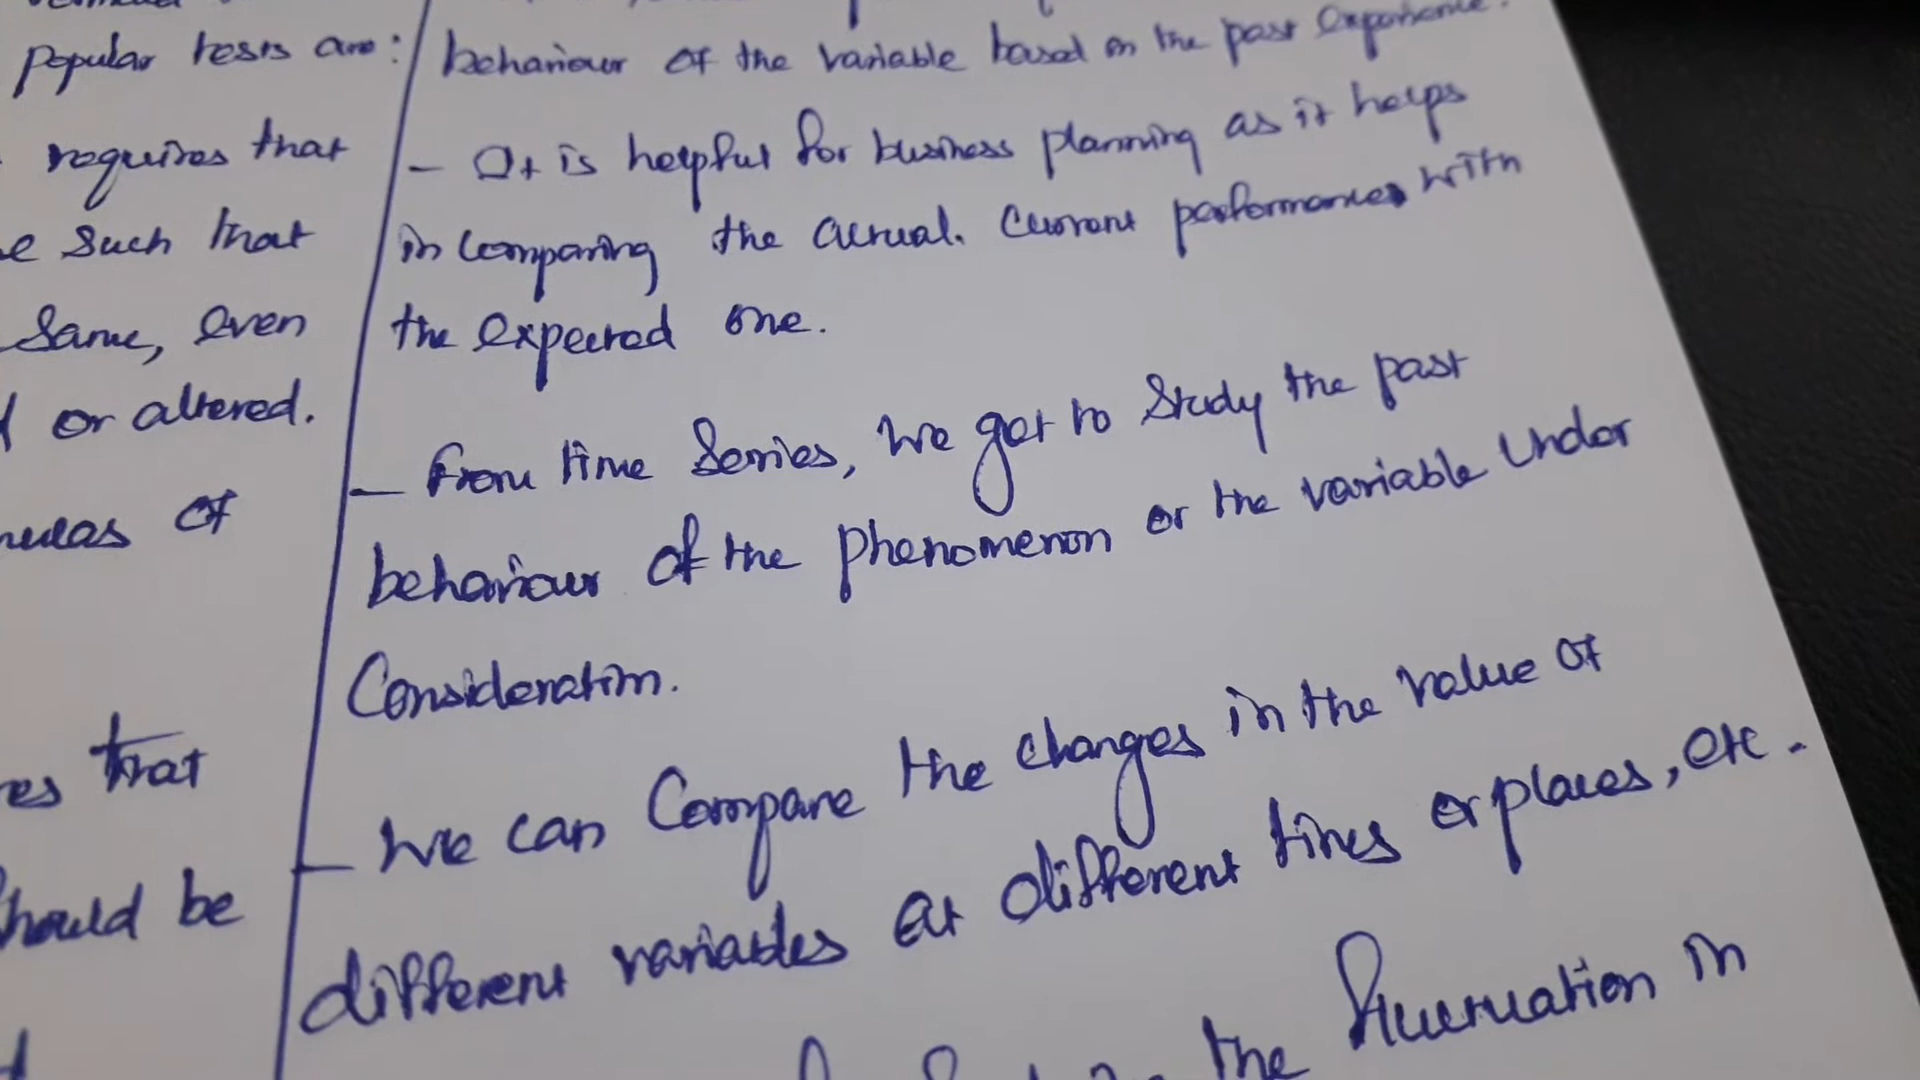 popular tests are:
requires that
such that
same, even
or altered.
of
that
should be
behaviour of the variable based on the past experience.
- It is helpful for business planning as it helps
in comparing the actual. Current performances with
the expected one.
- From time Series, we get to Study the past
behaviour of the phenomenon or the variable under
Consideration.
- We can Compare the changes in the value of
different variables at different times or places, etc.
the fluctuation in